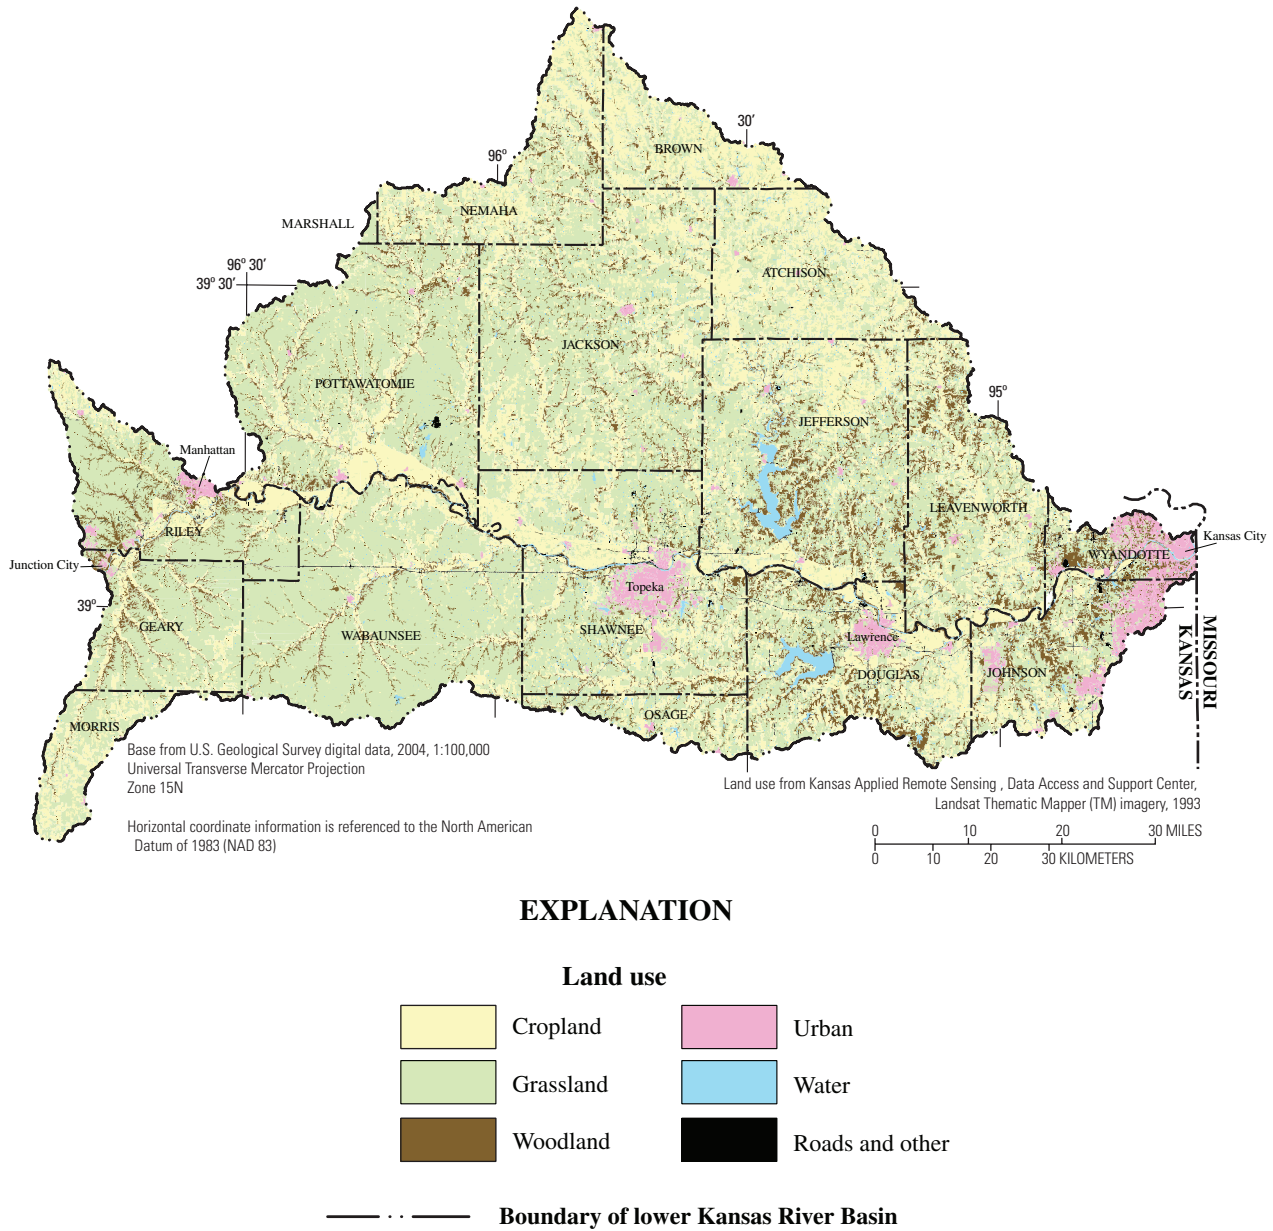 30′
BROWN
96°
NEMAHA
MARSHALL
96° 30′
39° 30′
ATCHISON
JACKSON
POTTAWATOMIE
95°
JEFFERSON
Manhattan
LEAVENWORTH
RILEY
Kansas City
WYANDOTTE
Junction City
Topeka
39°
GEARY
WABAUNSEE
SHAWNEE
Lawrence
DOUGLAS
JOHNSON
KANSAS
MISSOURI
OSAGE
MORRIS
Base from U.S. Geological Survey digital data, 2004, 1:100,000
Universal Transverse Mercator Projection
Zone 15N
Horizontal coordinate information is referenced to the North American
Datum of 1983 (NAD 83)
Land use from Kansas Applied Remote Sensing , Data Access and Support Center,
Landsat Thematic Mapper (TM) imagery, 1993
0 10 20 30 MILES
0 10 20 30 KILOMETERS
EXPLANATION
Land use
Cropland
Urban
Grassland
Water
Woodland
Roads and other
Boundary of lower Kansas River Basin